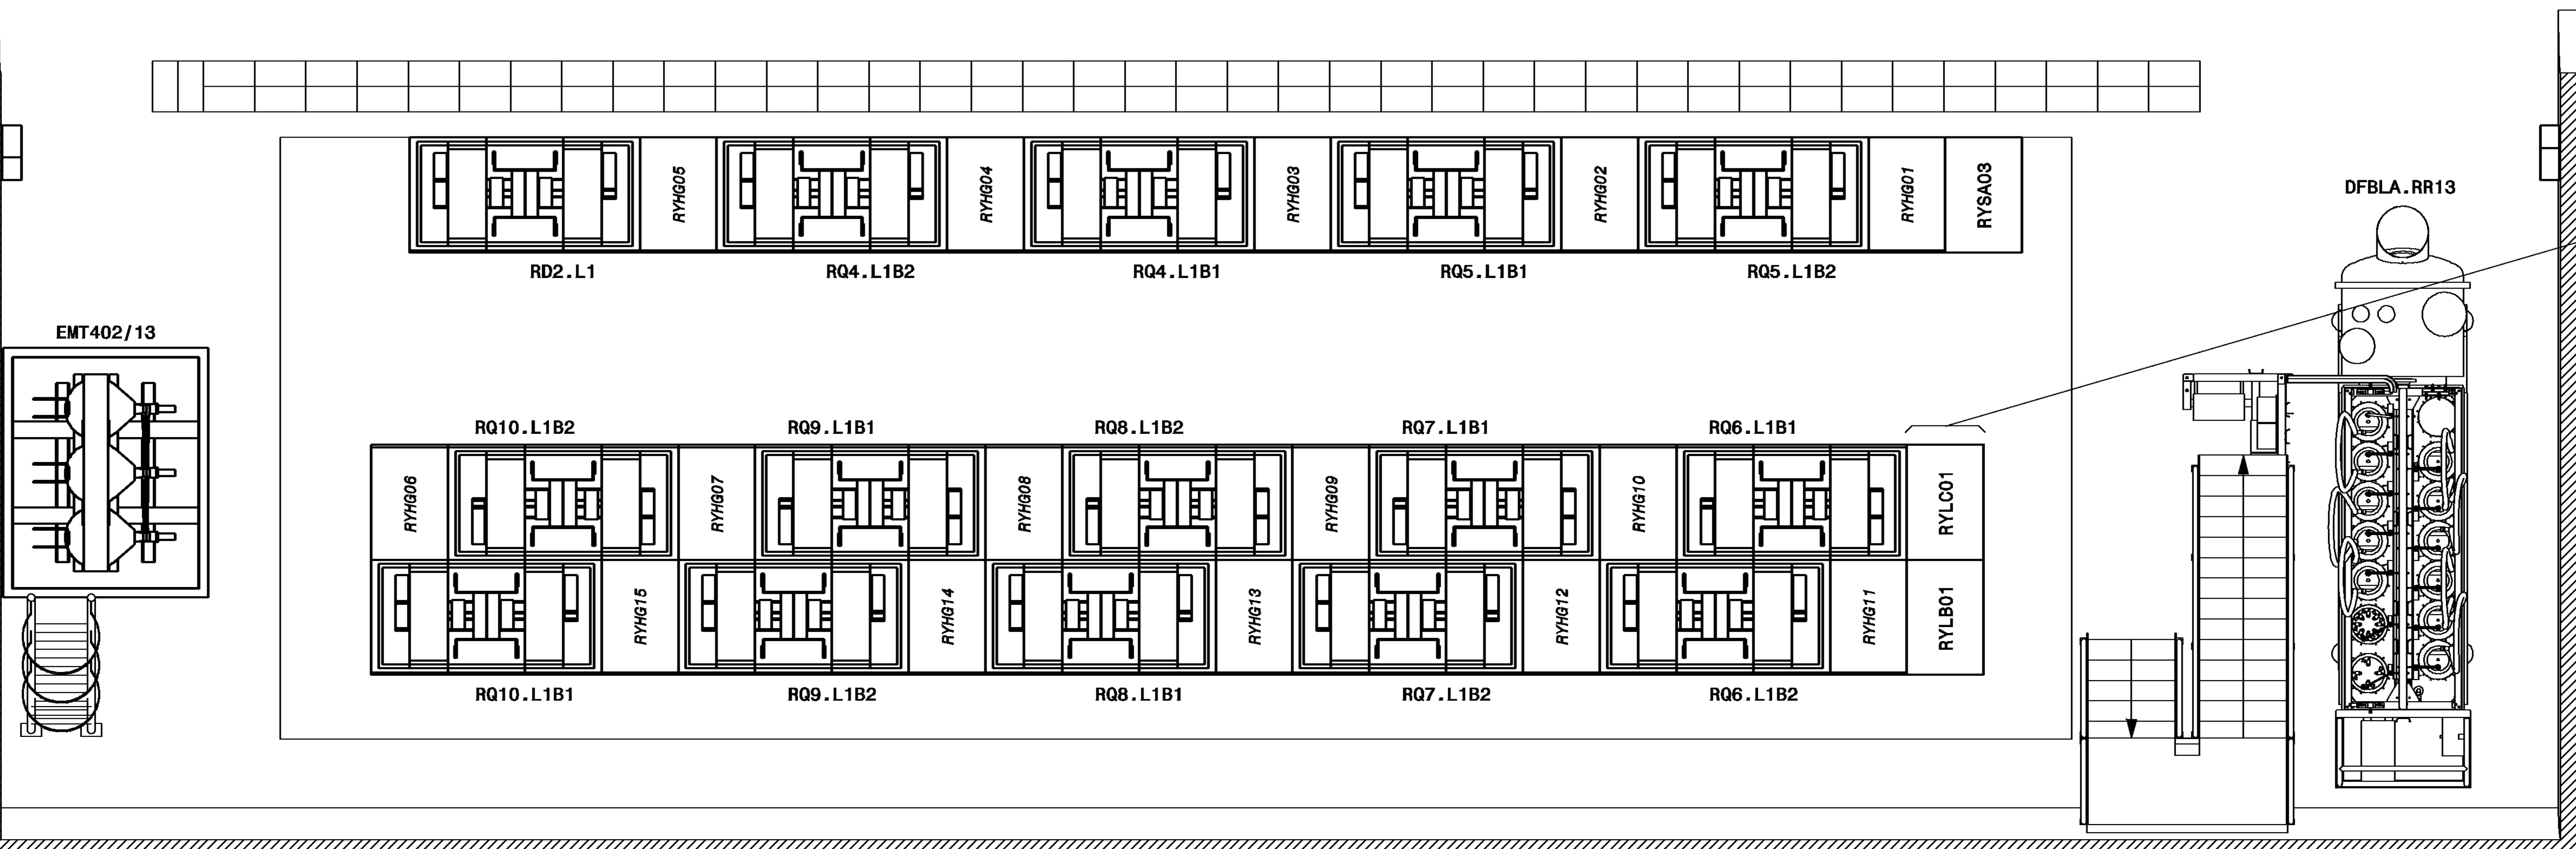 RYHG05
RYHG04
RYHG03
RYHG02
RYHG01
RYSA03
DFBLA.RR13
RD2.L1
RQ4.L1B2
RQ4.L1B1
RQ5.L1B1
RQ5.L1B2
EMT402/13
RQ10.L1B2
RQ9.L1B1
RQ8.L1B2
RQ7.L1B1
RQ6.L1B1
RYHG06
RYHG07
RYHG08
RYHG09
RYHG10
RYLC01
RYHG15
RYHG14
RYHG13
RYHG12
RYHG11
RYLB01
RQ10.L1B1
RQ9.L1B2
RQ8.L1B1
RQ7.L1B2
RQ6.L1B2